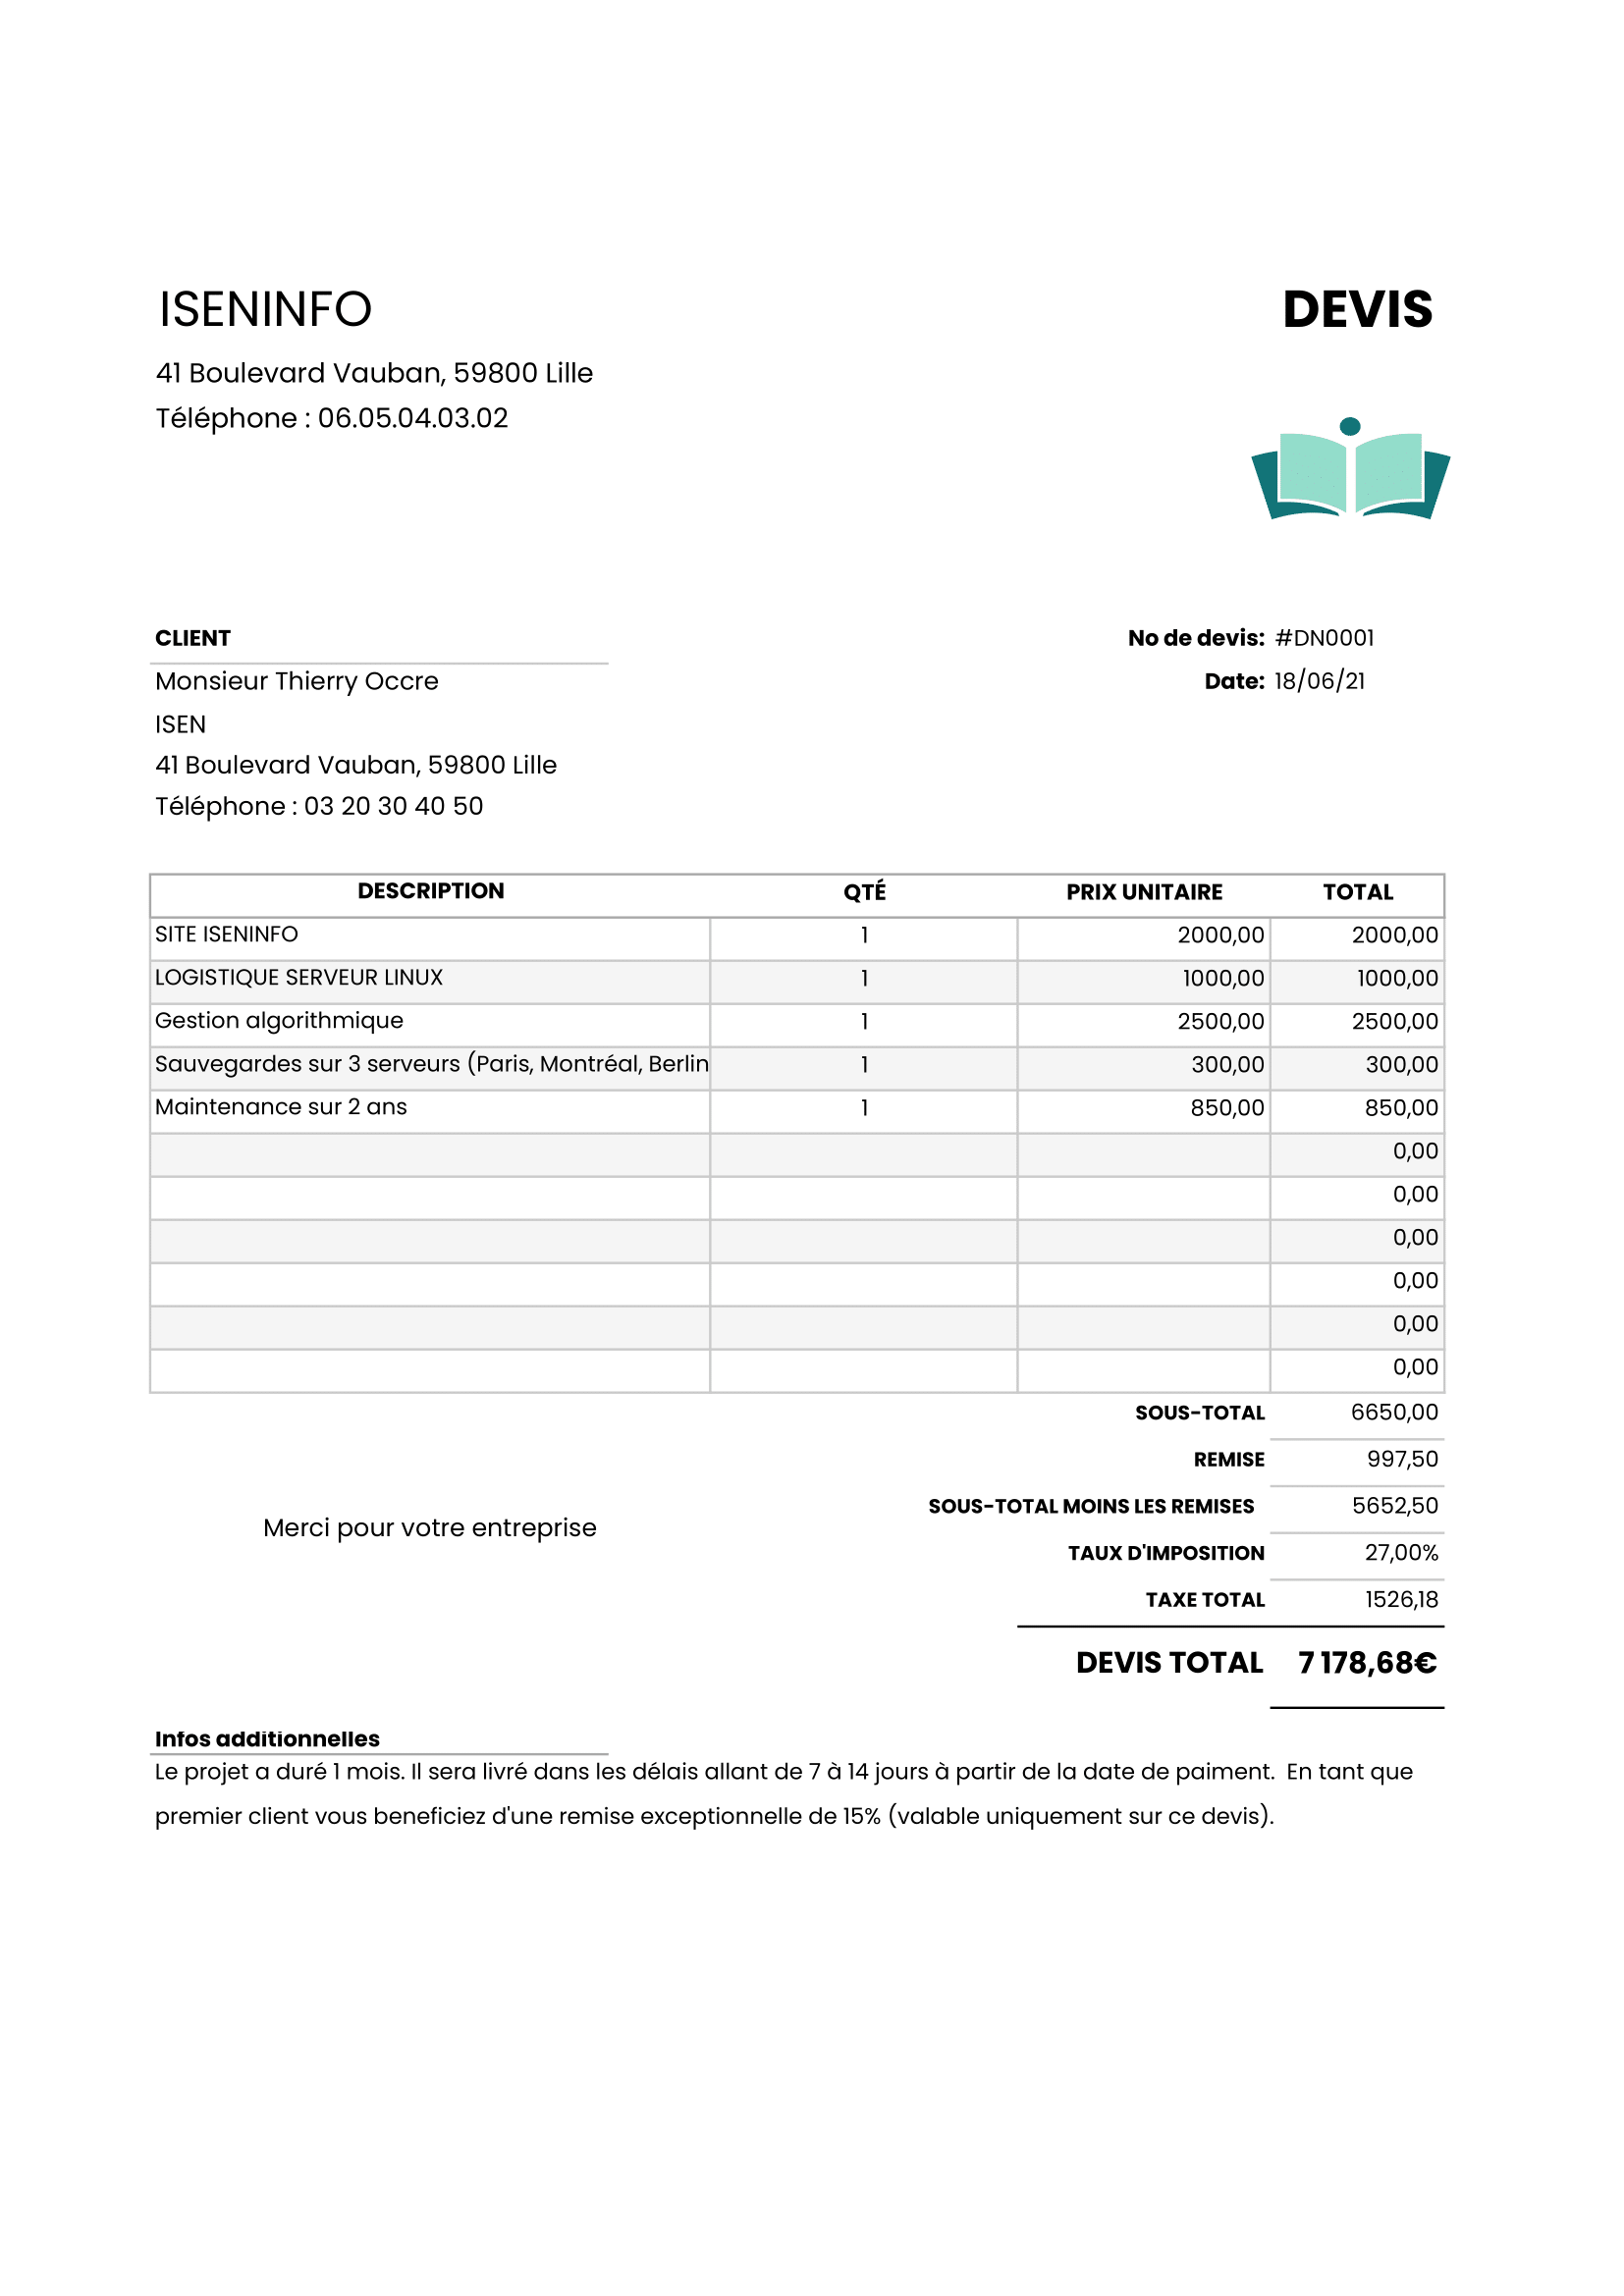 ISENINFO DEVIS
41 Boulevard Vauban, 59800 Lille
Téléphone : 06.05.04.03.02
CLIENT No de devis: #DN0001
Monsieur Thierry Occre Date: 18/06/21
ISEN
41 Boulevard Vauban, 59800 Lille
Téléphone : 03 20 30 40 50
DESCRIPTION QTÉ PRIX UNITAIRE TOTAL
SITE ISENINFO 1 2000,00 2000,00
LOGISTIQUE SERVEUR LINUX 1 1000,00 1000,00
Gestion algorithmique 1 2500,00 2500,00
Sauvegardes sur 3 serveurs (Paris, Montréal, Berlin 1 300,00 300,00
Maintenance sur 2 ans 1 850,00 850,00
0,00
0,00
0,00
0,00
0,00
0,00
SOUS-TOTAL 6650,00
REMISE 997,50
SOUS-TOTAL MOINS LES REMISES 5652,50
Merci pour votre entreprise
TAUX D'IMPOSITION 27,00%
TAXE TOTAL 1526,18
DEVIS TOTAL 7 178,68€
Infos additionnelles
Le projet a duré 1 mois. Il sera livré dans les délais allant de 7 à 14 jours à partir de la date de paiment. En tant que
premier client vous beneficiez d'une remise exceptionnelle de 15% (valable uniquement sur ce devis).